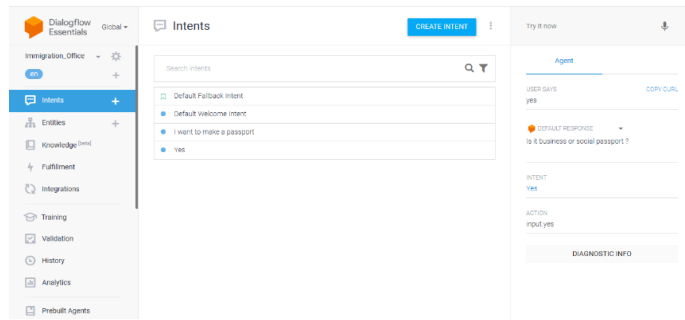 Dialogflow
Essentials
Global
Intents
CREATE INTENT
Try it now
Immigration_Office
en
Search intents
Agent
Intents
Default Fallback Intent
USER SAYS
COPY CURL
yes
Entities
Default Welcome Intent
I want to make a passport
DEFAULT RESPONSE
Is it business or social passport ?
Knowledge [beta]
Yes
Fulfillment
INTENT
Yes
Integrations
ACTION
input.yes
Training
Validation
DIAGNOSTIC INFO
History
Analytics
Prebuilt Agents